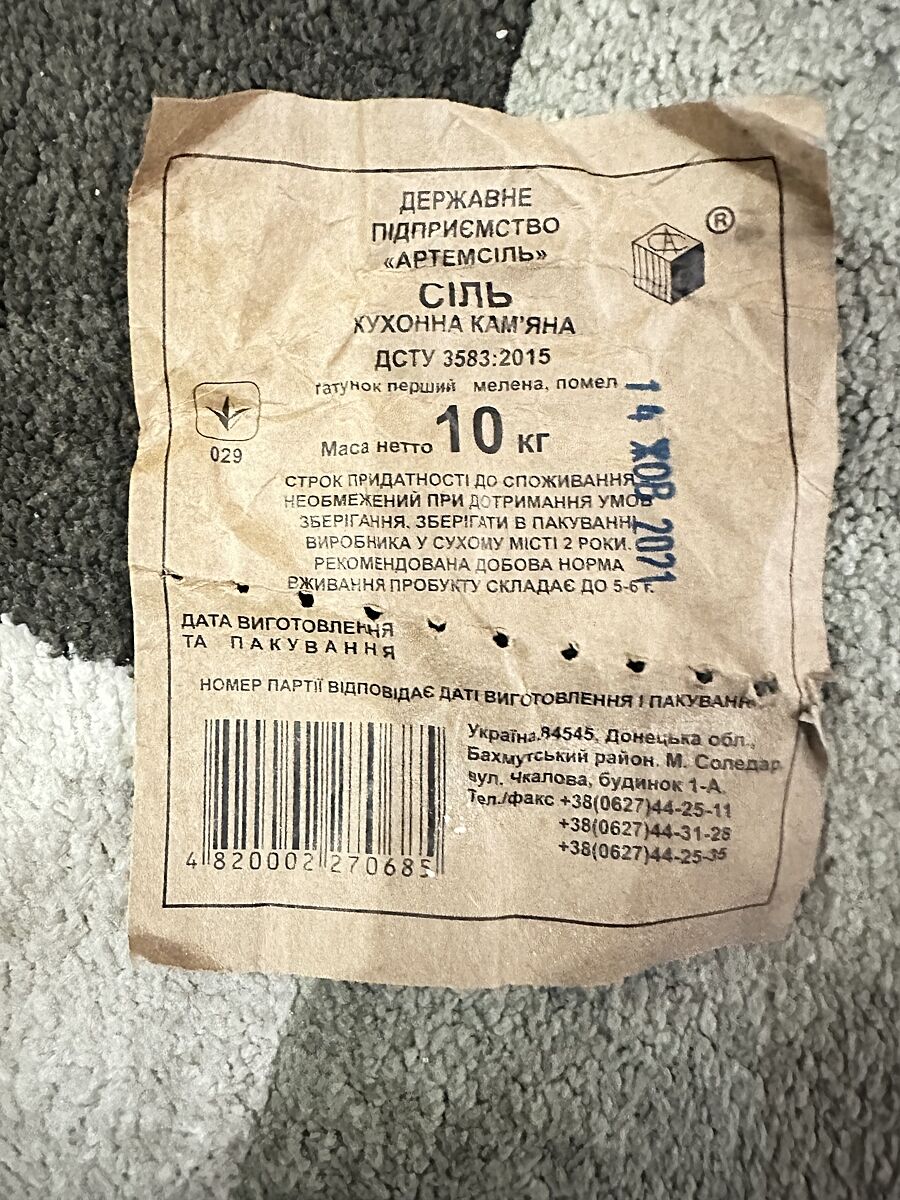 ДЕРЖАВНЕ
ПІДПРИЄМСТВО
«АРТЕМСІЛЬ»
®
СІЛЬ
КУХОННА КАМ'ЯНА
ДСТУ 3583:2015
ґатунок перший мелена, помел
Маса нетто 10 кг
029
14 ЖОВ 2021
СТРОК ПРИДАТНОСТІ ДО СПОЖИВАННЯ
НЕОБМЕЖЕНИЙ ПРИ ДОТРИМАННЯ УМОВ
ЗБЕРІГАННЯ. ЗБЕРІГАТИ В ПАКУВАННІ
ВИРОБНИКА У СУХОМУ МІСТІ 2 РОКИ.
РЕКОМЕНДОВАНА ДОБОВА НОРМА
ВЖИВАННЯ ПРОБУКТУ СКЛАДАЄ ДО 5-6 г.
ДАТА ВИГОТОВЛЕННЯ
ТА ПАКУВАННЯ
НОМЕР ПАРТІЇ ВІДПОВІДАЄ ДАТІ ВИГОТОВЛЕННЯ І ПАКУВАННЯ
Україна,84545, Донецька обл.,
Бахмутський район. М. Соледар
вул. Чкалова, будинок 1-А.
Тел./факс +38(0627)44-25-11
+38(0627)44-31-28
+38(0627)44-25-35
4 820002 270685